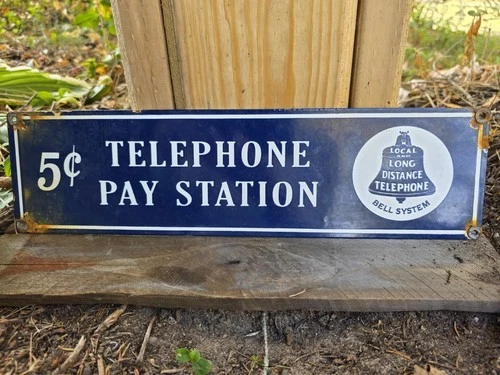 5¢
TELEPHONE
PAY STATION
LOCAL
LONG
DISTANCE
TELEPHONE
BELL SYSTEM